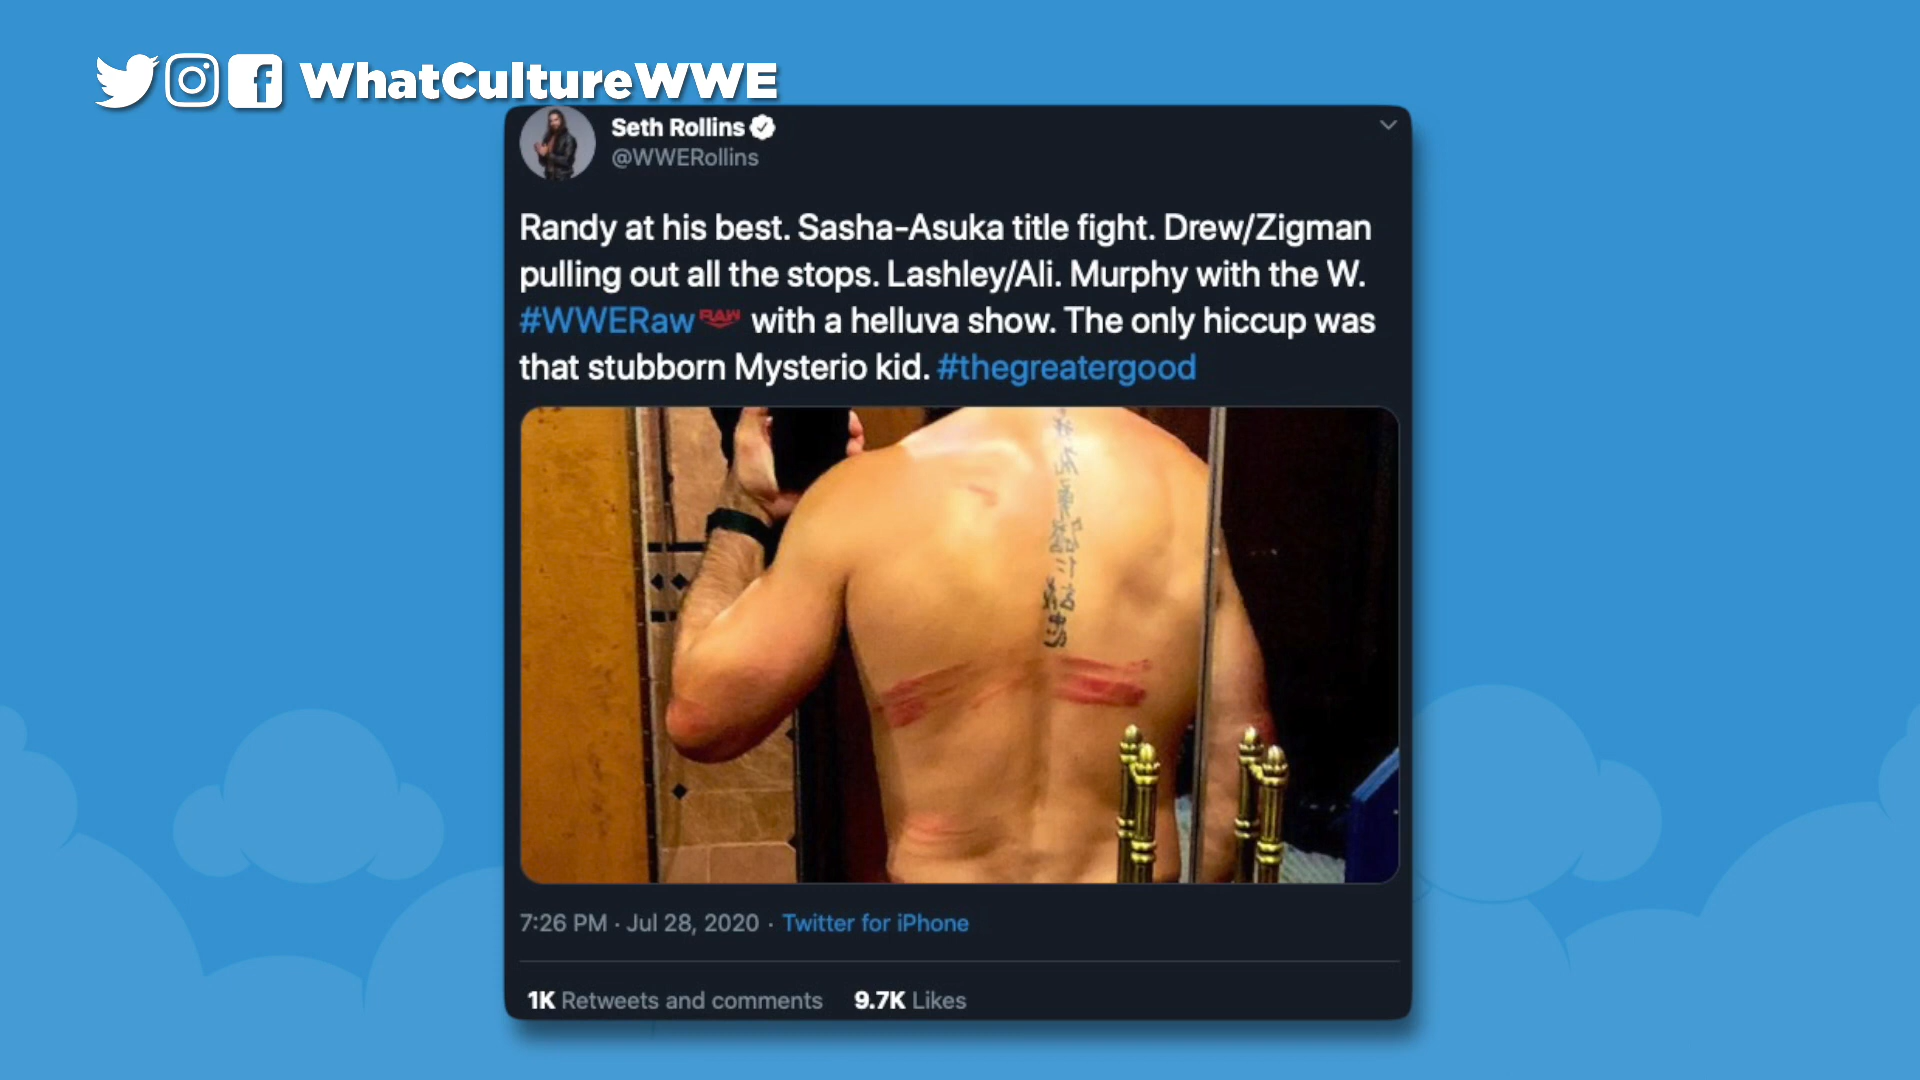 WhatCultureWWE
Seth Rollins
@WWERollins
Randy at his best. Sasha-Asuka title fight. Drew/Zigman
pulling out all the stops. Lashley/Ali. Murphy with the W.
#WWERaw RAW with a helluva show. The only hiccup was
that stubborn Mysterio kid. #thegreatergood
7:26 PM · Jul 28, 2020 · Twitter for iPhone
1K Retweets and comments 9.7K Likes